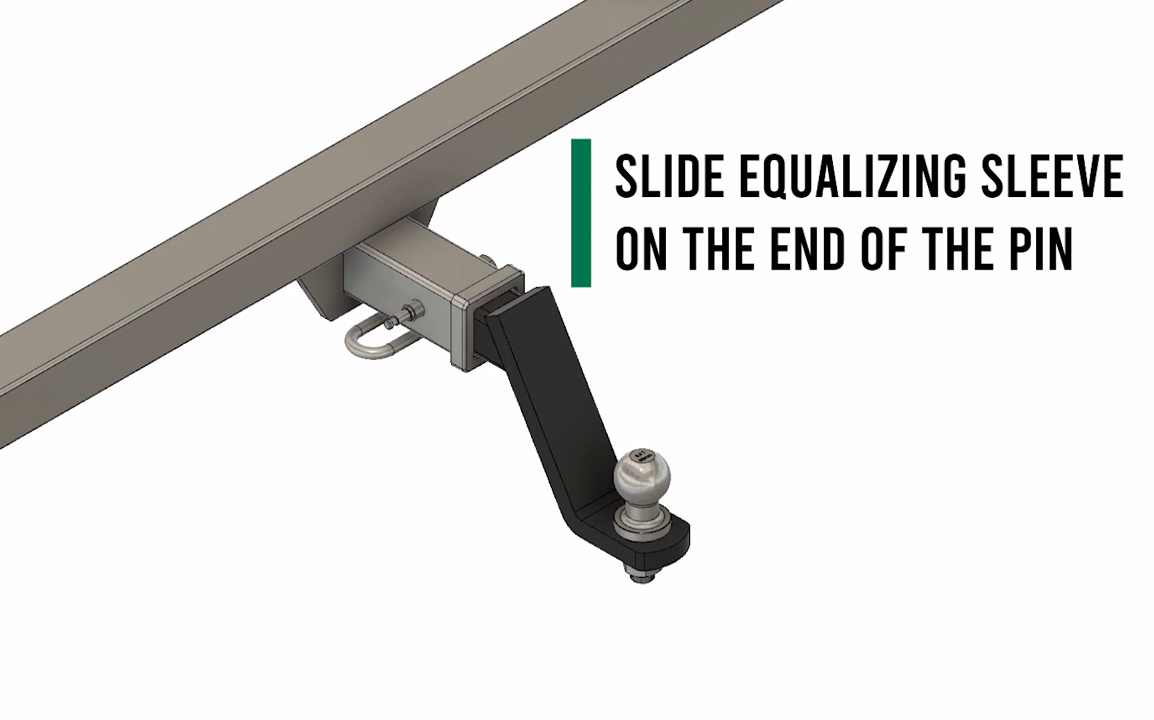 SLIDE EQUALIZING SLEEVE
ON THE END OF THE PIN